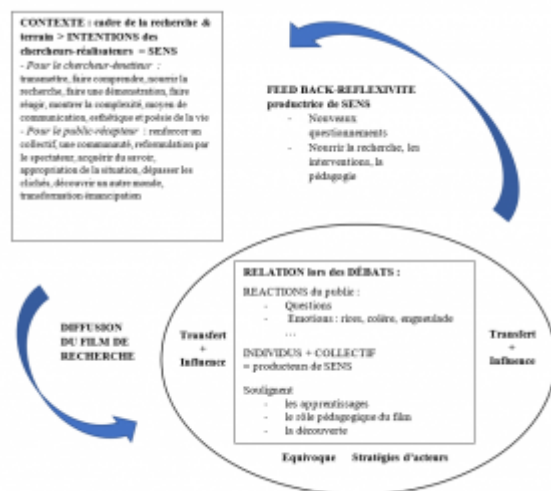 CONTEXTE : cadre de la recherche &
terrain > INTENTIONS des
chercheurs-réalisateurs = SENS
- Pour le chercheur-émetteur :
transmettre, faire comprendre, nourrir la
recherche, faire une démonstration, faire
réagir, montrer la complexité, moyen de
communication, esthétique et poésie de la vie
- Pour le public-récepteur : renforcer un
collectif, une communauté, reformulation par
le spectateur, acquérir du savoir,
appropriation de la situation, dépasser les
clichés, découvrir un autre monde,
transformation émancipation
FEED BACK-REFLEXIVITE
productrice de SENS
- Nouveaux
questionnements
- Nourrir la recherche, les
interventions, la
pédagogie
DIFFUSION
DU FILM DE
RECHERCHE
Transfert
+
Influence
RELATION lors des DÉBATS :
REACTIONS du public :
- Questions
- Emotions : rires, colère, engueulade
…
INDIVIDUS + COLLECTIF
= producteurs de SENS
Soulignent
- les apprentissages
- le rôle pédagogique du film
- la découverte
Transfert
+
Influence
Equivoque Stratégies d'acteurs